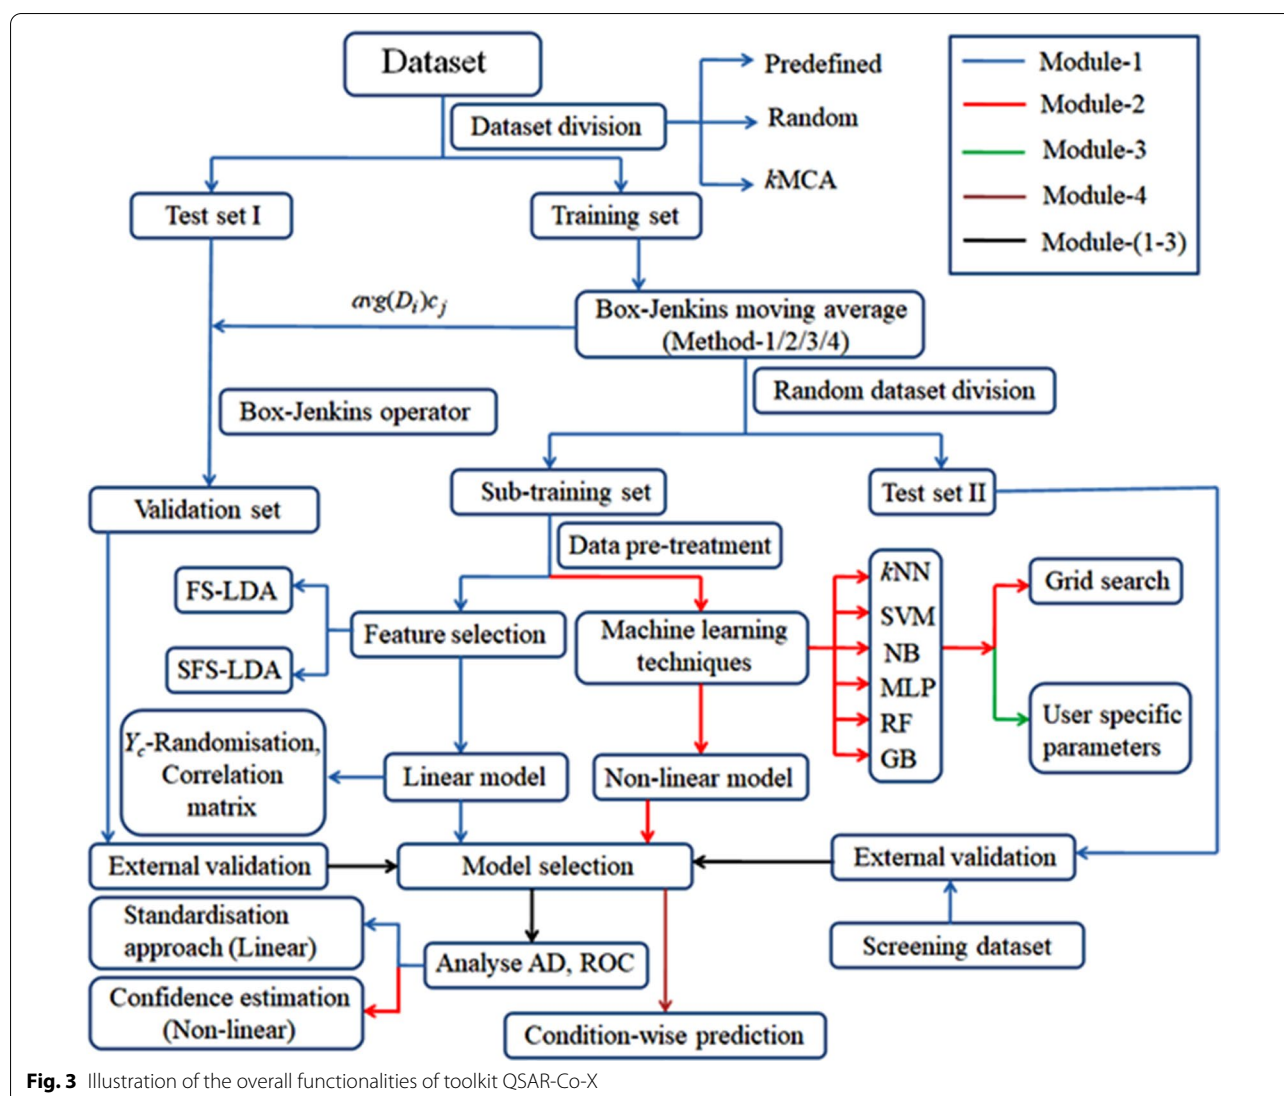 Dataset
Dataset division
Predefined
Random
kMCA
Module-1
Module-2
Module-3
Module-4
Module-(1-3)
Test set I
Training set
avg(D_i)c_j
Box-Jenkins moving average
(Method-1/2/3/4)
Random dataset division
Box-Jenkins operator
Validation set
Sub-training set
Test set II
Data pre-treatment
FS-LDA
SFS-LDA
Feature selection
Machine learning
techniques
kNN
SVM
NB
MLP
RF
GB
Grid search
User specific
parameters
Y_c-Randomisation,
Correlation
matrix
Linear model
Non-linear model
External validation
Model selection
External validation
Standardisation
approach (Linear)
Analyse AD, ROC
Screening dataset
Confidence estimation
(Non-linear)
Condition-wise prediction
Fig. 3 Illustration of the overall functionalities of toolkit QSAR-Co-X